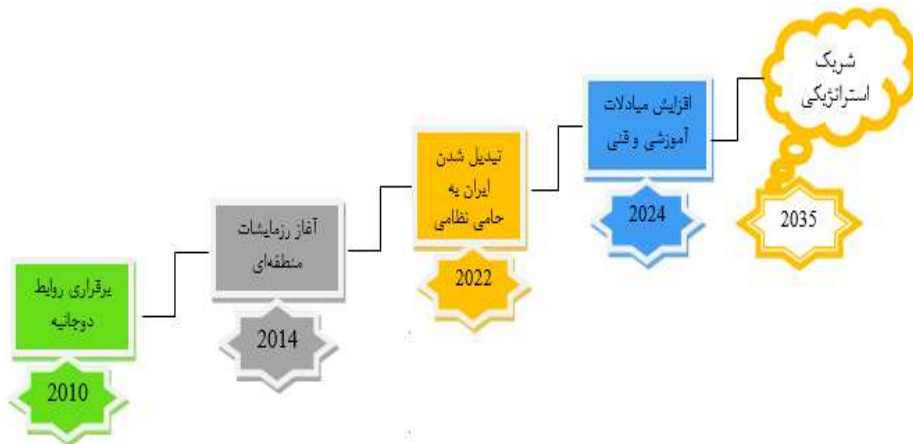 برقراری روابط
دوجانبه
2010
آغاز رزمایشات
منطقه‌ای
2014
تبدیل شدن
ایران به
حامی نظامی
2022
افزایش مبادلات
آموزشی و فنی
2024
شریک
استراتژیکی
2035